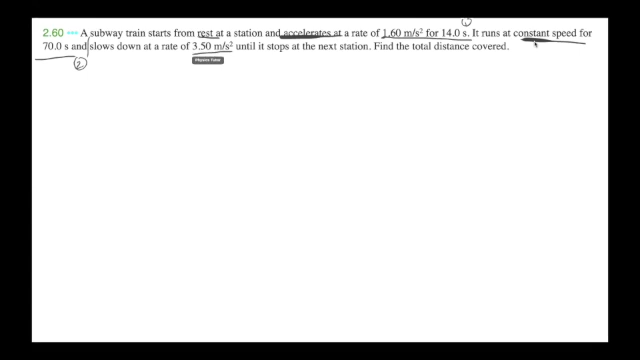 ①
2.60 ••• A subway train starts from rest at a station and accelerates at a rate of 1.60 m/s² for 14.0 s. It runs at constant speed for
70.0 s and slows down at a rate of 3.50 m/s² until it stops at the next station. Find the total distance covered.
②
Physics Tutor